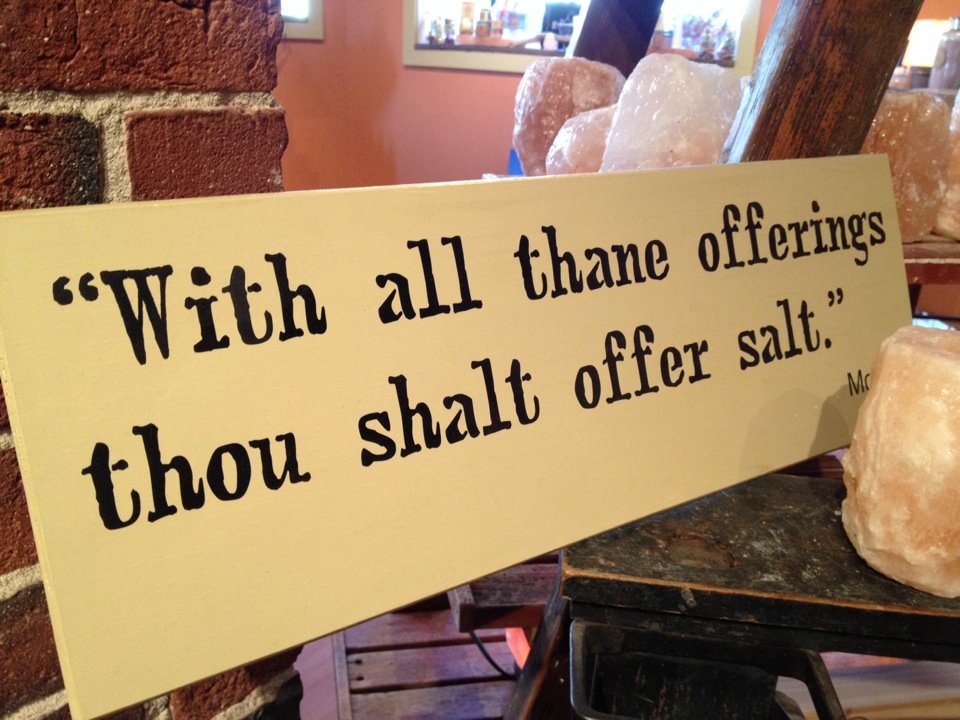 “With all thane offerings
thou shalt offer salt.”